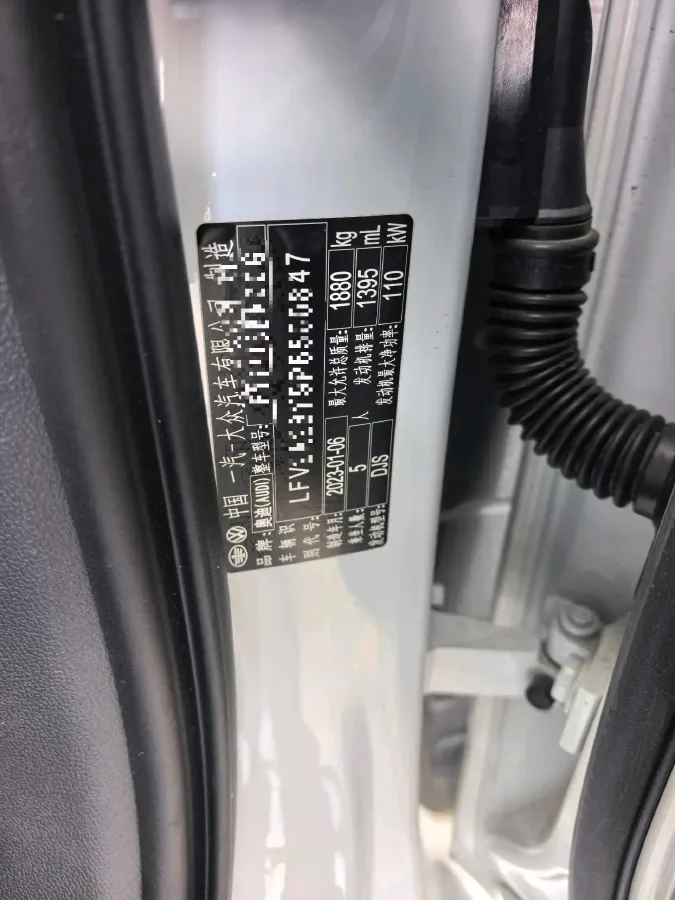 中国 一汽-大众汽车有限公司 制造
品牌: 奥迪(AUDI) 整车型号:
车辆识别代号:
制造年月: 2023-01-06 最大允许总质量: 1880 kg
乘坐人数: 5 人 发动机排量: 1395 mL
发动机型号: DJS 发动机最大净功率: 110 kW